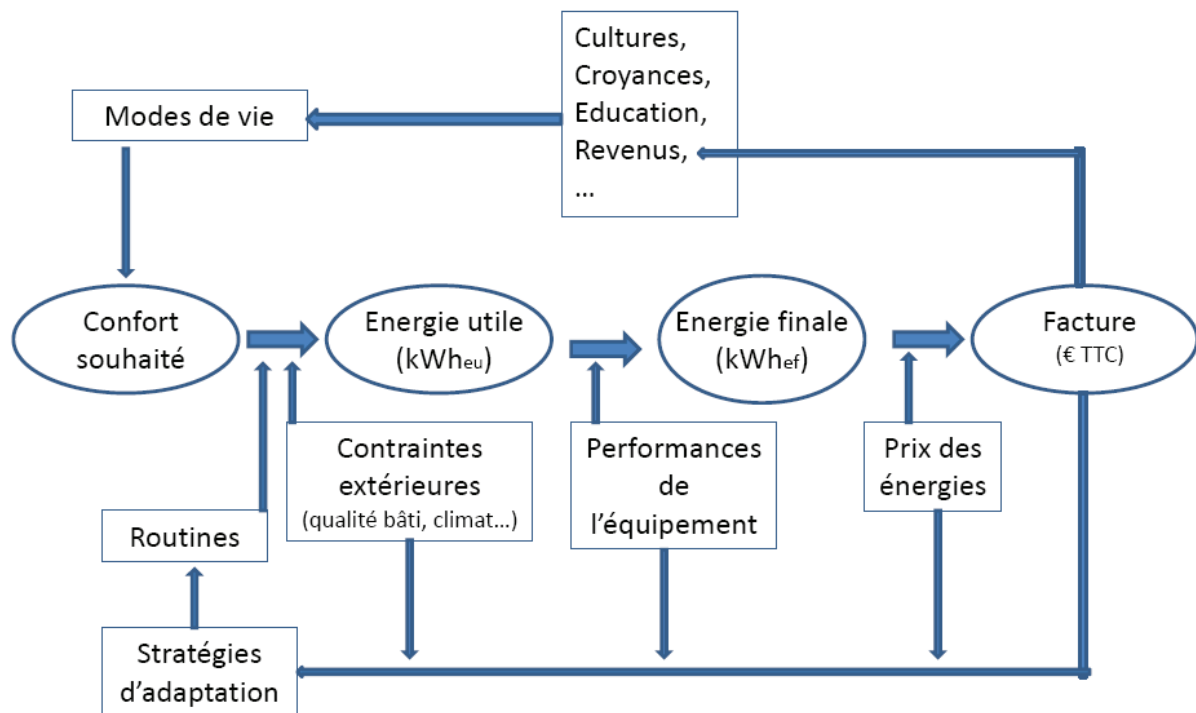 Cultures,
Croyances,
Education,
Revenus,
...
Modes de vie
Confort
souhaité
Energie utile
(kWheu)
Energie finale
(kWhef)
Facture
(€ TTC)
Contraintes
extérieures
(qualité bâti, climat...)
Performances
de
l’équipement
Prix des
énergies
Routines
Stratégies
d’adaptation